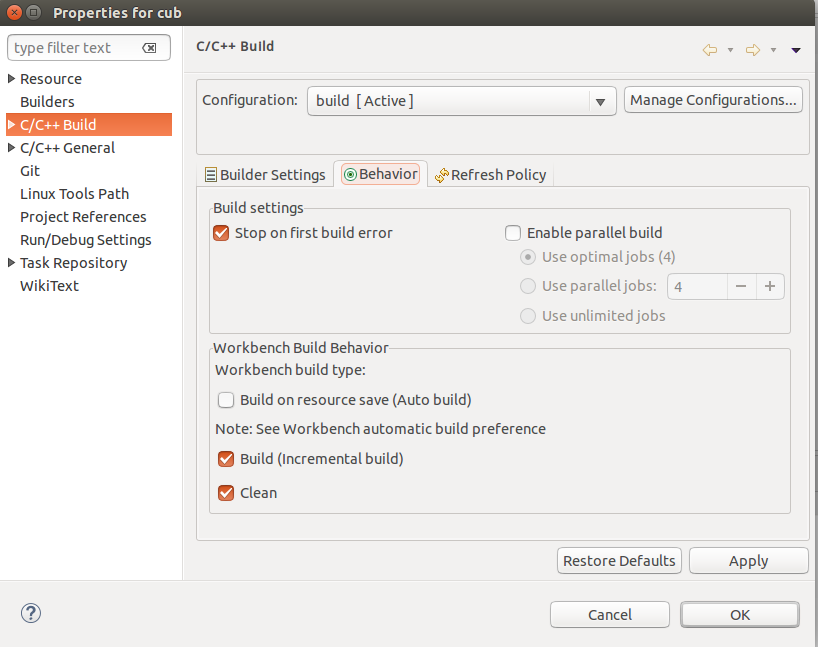 Properties for cub
type filter text
Resource
Builders
C/C++ Build
C/C++ General
Git
Linux Tools Path
Project References
Run/Debug Settings
Task Repository
WikiText
C/C++ Build
Configuration: build [ Active ] Manage Configurations...
Builder Settings Behavior Refresh Policy
Build settings
Stop on first build error Enable parallel build
Use optimal jobs (4)
Use parallel jobs: 4 − +
Use unlimited jobs
Workbench Build Behavior
Workbench build type:
Build on resource save (Auto build)
Note: See Workbench automatic build preference
Build (Incremental build)
Clean
Restore Defaults Apply
? Cancel OK